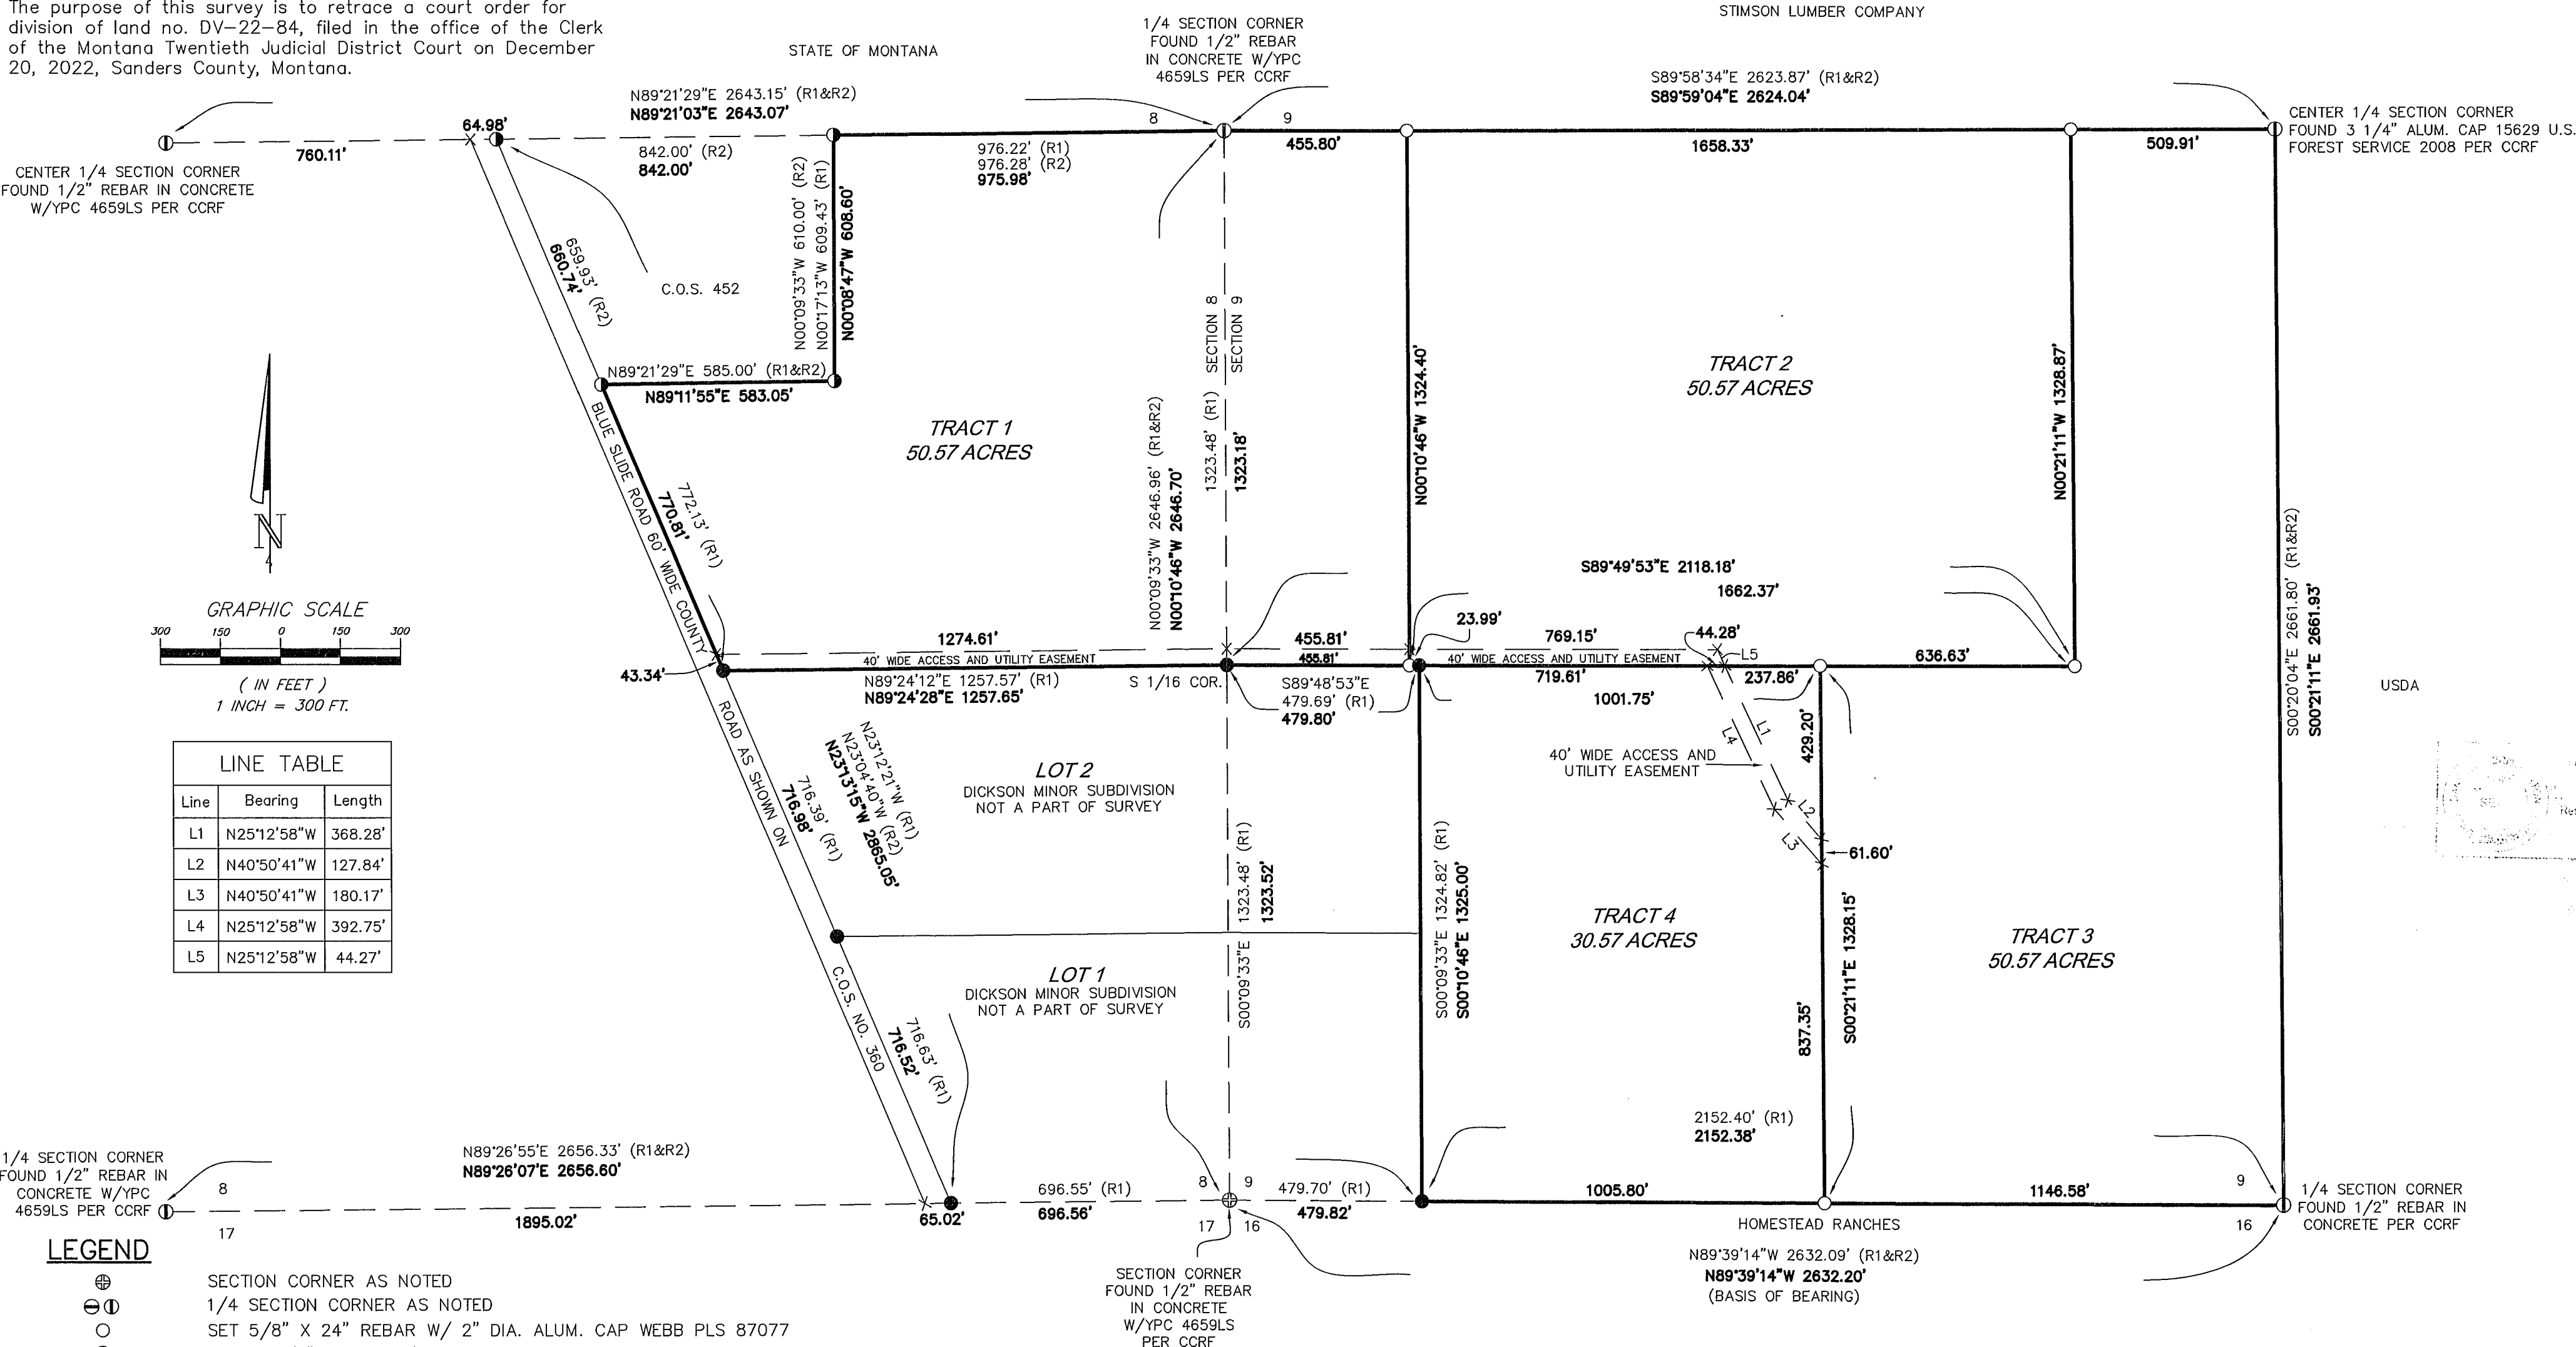 The purpose of this survey is to retrace a court order for
division of land no. DV-22-84, filed in the office of the Clerk
of the Montana Twentieth Judicial District Court on December
20, 2022, Sanders County, Montana.
STATE OF MONTANA
1/4 SECTION CORNER
FOUND 1/2" REBAR
IN CONCRETE W/YPC
4659LS PER CCRF
STIMSON LUMBER COMPANY
N89°21'29"E 2643.15' (R1&R2)
N89°21'03"E 2643.07'
S89°58'34"E 2623.87' (R1&R2)
S89°59'04"E 2624.04'
CENTER 1/4 SECTION CORNER
FOUND 3 1/4" ALUM. CAP 15629 U.S.
FOREST SERVICE 2008 PER CCRF
64.98'
8
9
760.11'
842.00' (R2)
842.00'
976.22' (R1)
976.28' (R2)
975.98'
455.80'
1658.33'
509.91'
CENTER 1/4 SECTION CORNER
FOUND 1/2" REBAR IN CONCRETE
W/YPC 4659LS PER CCRF
659.93' (R2)
660.74'
C.O.S. 452
N00°09'33"W 610.00' (R2)
N00°17'13"W 609.43' (R1)
N00°08'47"W 608.60'
SECTION 8
SECTION 9
N89°21'29"E 585.00' (R1&R2)
N89°11'55"E 583.05'
TRACT 1
50.57 ACRES
TRACT 2
50.57 ACRES
N00°09'33"W 2646.96' (R1&R2)
N00°10'46"W 2646.70'
1323.48' (R1)
1323.18'
N00°10'46"W 1324.40'
N00°21'11"W 1328.87'
S00°20'04"E 2661.80' (R1&R2)
S00°21'11"E 2661.93'
BLUE SLIDE ROAD 60' WIDE COUNTY
772.13' (R1)
770.81'
N
GRAPHIC SCALE
300 150 0 150 300
( IN FEET )
1 INCH = 300 FT.
S89°49'53"E 2118.18'
1662.37'
23.99'
1274.61'
455.81'
769.15'
44.28'
40' WIDE ACCESS AND UTILITY EASEMENT
455.81'
40' WIDE ACCESS AND UTILITY EASEMENT
L5
636.63'
43.34'
N89°24'12"E 1257.57' (R1)
N89°24'28"E 1257.65'
S 1/16 COR.
S89°48'53"E
479.69' (R1)
479.80'
719.61'
237.86'
1001.75'
USDA
ROAD AS SHOWN ON
N23°12'21"W (R1)
N23°04'40"W (R2)
N23°13'15"W 2865.05'
716.39' (R1)
716.98'
LOT 2
DICKSON MINOR SUBDIVISION
NOT A PART OF SURVEY
L1
L4
40' WIDE ACCESS AND
UTILITY EASEMENT
429.20'
L2
L3
61.60'
LINE TABLE
Line Bearing Length
L1 N25°12'58"W 368.28'
L2 N40°50'41"W 127.84'
L3 N40°50'41"W 180.17'
L4 N25°12'58"W 392.75'
L5 N25°12'58"W 44.27'
S00°09'33"E 1323.48' (R1)
1323.52'
S00°09'33"E 1324.82' (R1)
S00°10'46"E 1325.00'
TRACT 4
30.57 ACRES
837.35'
S00°21'11"E 1328.15'
TRACT 3
50.57 ACRES
LOT 1
DICKSON MINOR SUBDIVISION
NOT A PART OF SURVEY
C.O.S. NO. 360
716.63' (R1)
716.52'
2152.40' (R1)
2152.38'
1/4 SECTION CORNER
FOUND 1/2" REBAR IN
CONCRETE W/YPC
4659LS PER CCRF
8
17
N89°26'55"E 2656.33' (R1&R2)
N89°26'07"E 2656.60'
1895.02'
65.02'
696.55' (R1)
696.56'
8
9
17
16
479.70' (R1)
479.82'
1005.80'
1146.58'
9
16
1/4 SECTION CORNER
FOUND 1/2" REBAR IN
CONCRETE PER CCRF
HOMESTEAD RANCHES
N89°39'14"W 2632.09' (R1&R2)
N89°39'14"W 2632.20'
(BASIS OF BEARING)
SECTION CORNER
FOUND 1/2" REBAR
IN CONCRETE
W/YPC 4659LS
PER CCRF
LEGEND
SECTION CORNER AS NOTED
1/4 SECTION CORNER AS NOTED
SET 5/8" X 24" REBAR W/ 2" DIA. ALUM. CAP WEBB PLS 87077